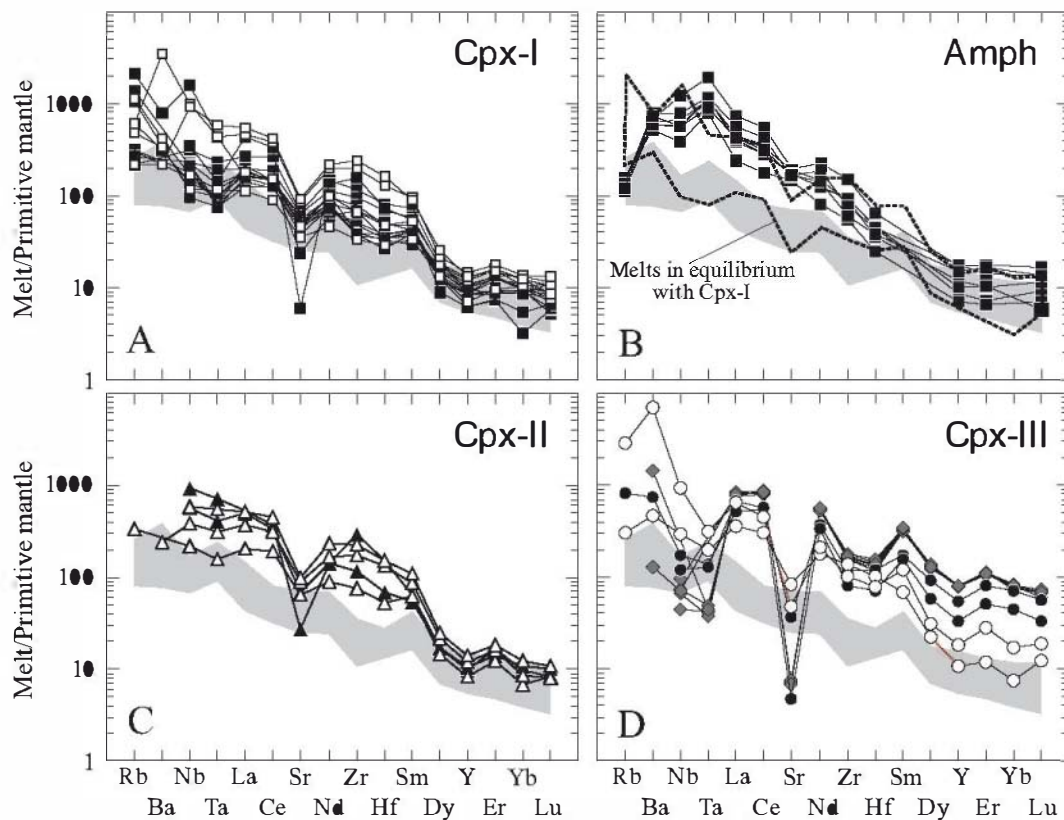 Cpx-I
Amph
Melt/Primitive mantle
1000
100
10
1
A
Melts in equilibrium
with Cpx-I
B
Cpx-II
Cpx-III
Melt/Primitive mantle
1000
100
10
1
C
D
Rb Nb La Sr Zr Sm Y Yb
Ba Ta Ce Nd Hf Dy Er Lu
Rb Nb La Sr Zr Sm Y Yb
Ba Ta Ce Nd Hf Dy Er Lu